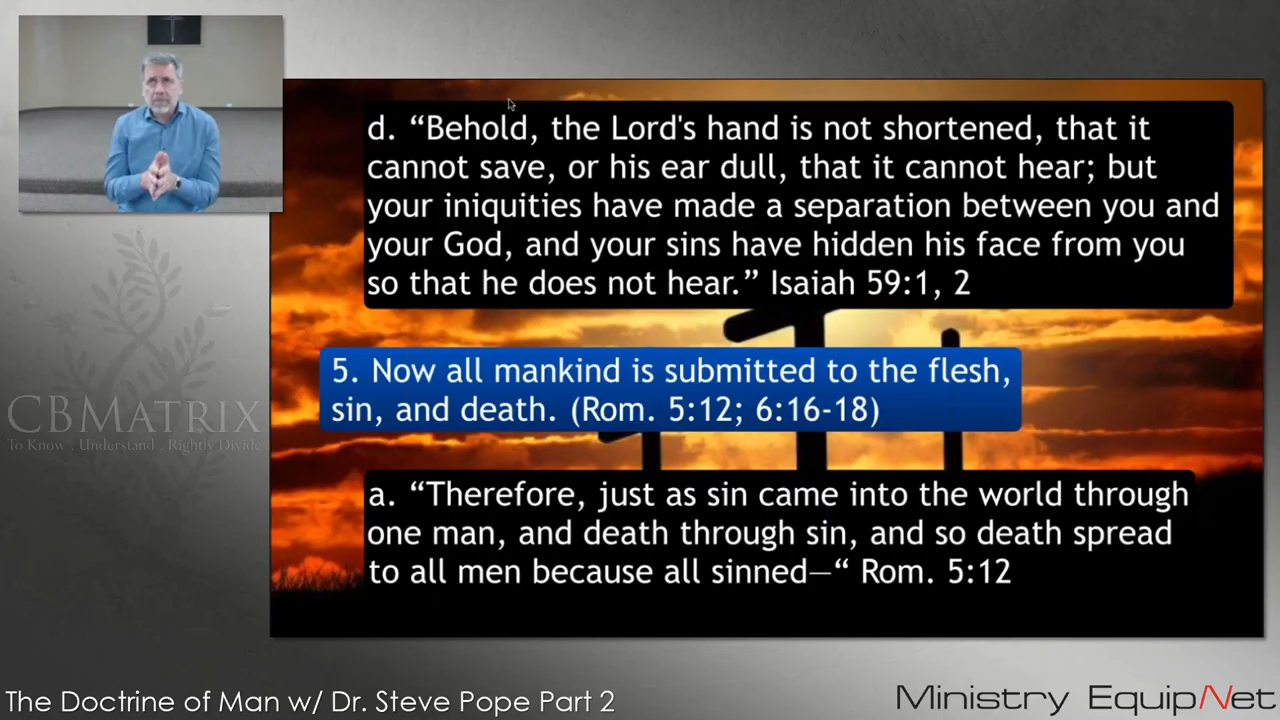 d. “Behold, the Lord's hand is not shortened, that it
cannot save, or his ear dull, that it cannot hear; but
your iniquities have made a separation between you and
your God, and your sins have hidden his face from you
so that he does not hear.” Isaiah 59:1, 2
5. Now all mankind is submitted to the flesh,
sin, and death. (Rom. 5:12; 6:16-18)
CBMATRIX
To Know . Understand . Rightly Divide
a. “Therefore, just as sin came into the world through
one man, and death through sin, and so death spread
to all men because all sinned—“ Rom. 5:12
The Doctrine of Man w/ Dr. Steve Pope Part 2
Ministry EquipNet